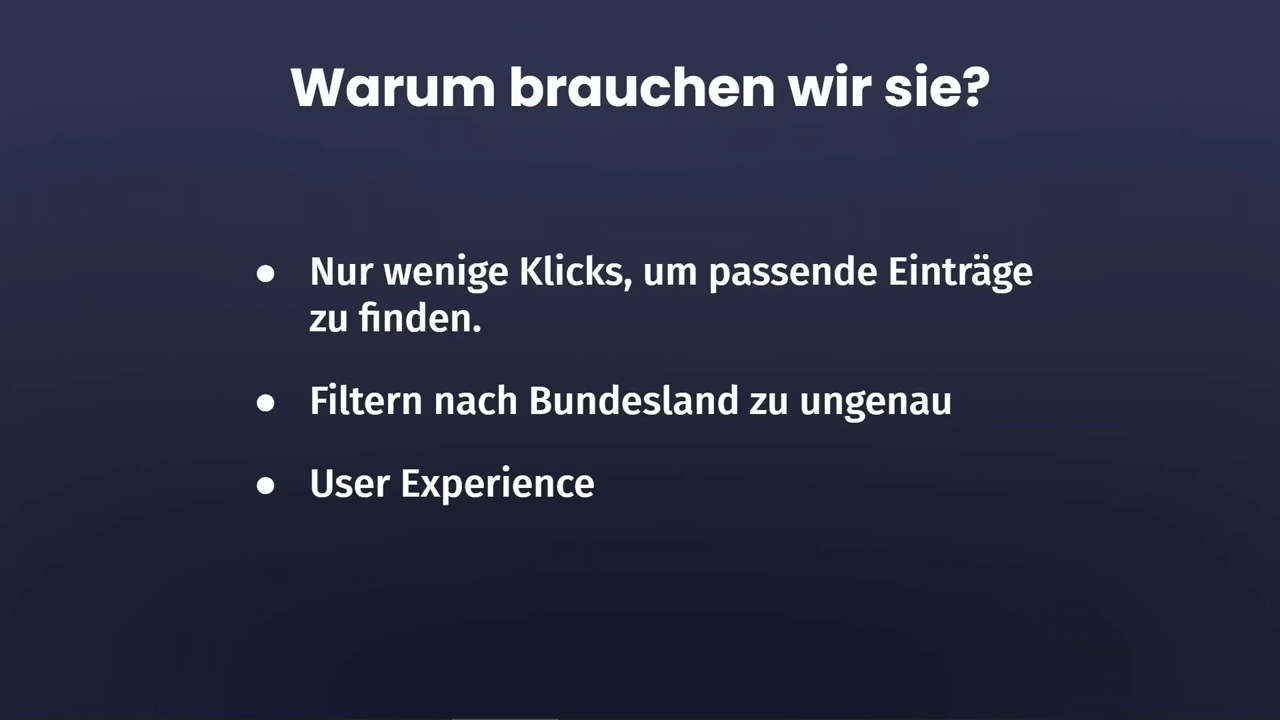 Warum brauchen wir sie?
● Nur wenige Klicks, um passende Einträge
zu finden.
● Filtern nach Bundesland zu ungenau
● User Experience